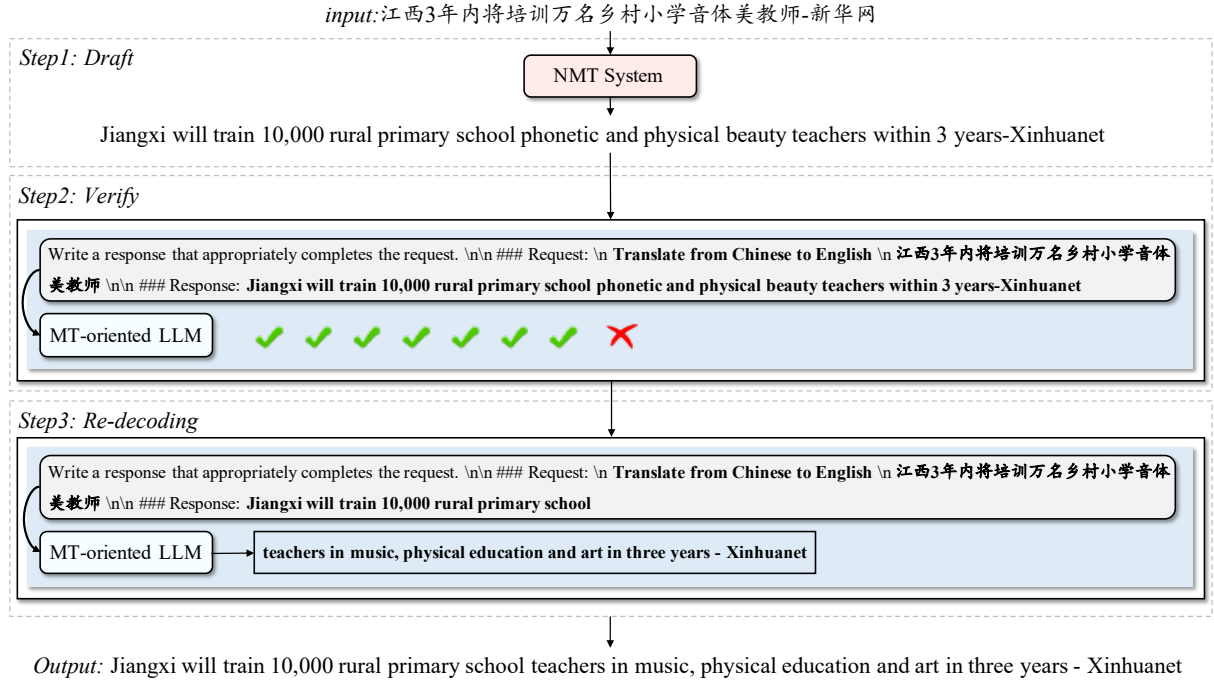 input:江西3年内将培训万名乡村小学音体美教师-新华网
Step1: Draft
NMT System
Jiangxi will train 10,000 rural primary school phonetic and physical beauty teachers within 3 years-Xinhuanet
Step2: Verify
Write a response that appropriately completes the request. \n\n ### Request: \n Translate from Chinese to English \n 江西3年内将培训万名乡村小学音体
美教师 \n\n ### Response: Jiangxi will train 10,000 rural primary school phonetic and physical beauty teachers within 3 years-Xinhuanet
MT-oriented LLM
Step3: Re-decoding
Write a response that appropriately completes the request. \n\n ### Request: \n Translate from Chinese to English \n 江西3年内将培训万名乡村小学音体
美教师 \n\n ### Response: Jiangxi will train 10,000 rural primary school
MT-oriented LLM
teachers in music, physical education and art in three years - Xinhuanet
Output: Jiangxi will train 10,000 rural primary school teachers in music, physical education and art in three years - Xinhuanet